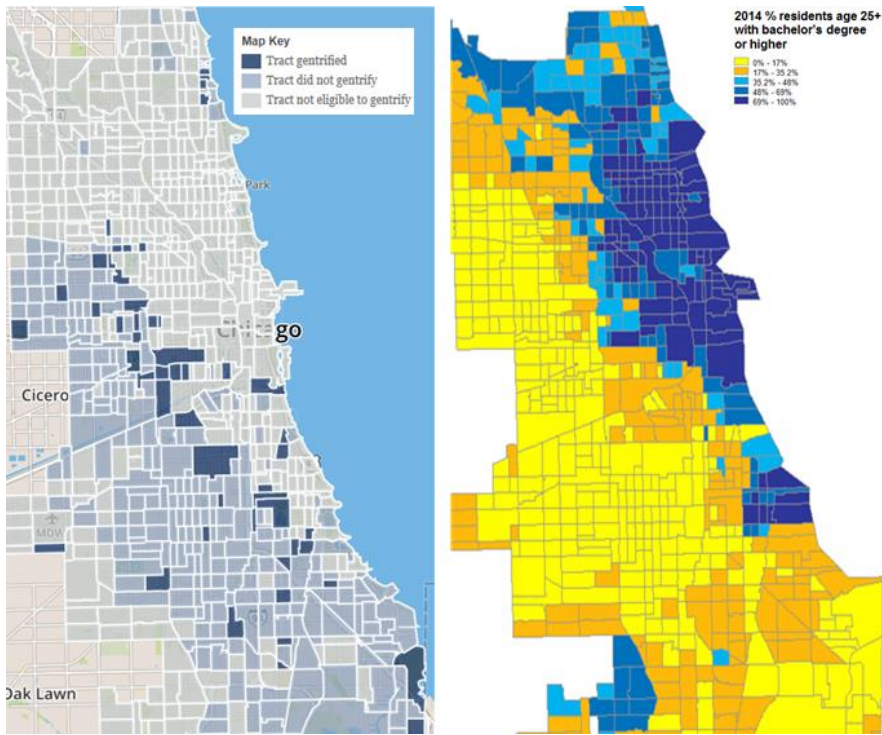 Map Key
Tract gentrified
Tract did not gentrify
Tract not eligible to gentrify
Park
Chicago
Cicero
MDW
Oak Lawn
2014 % residents age 25+
with bachelor's degree
or higher
0% - 17%
17% - 35.2%
35.2% - 48%
48% - 69%
69% - 100%